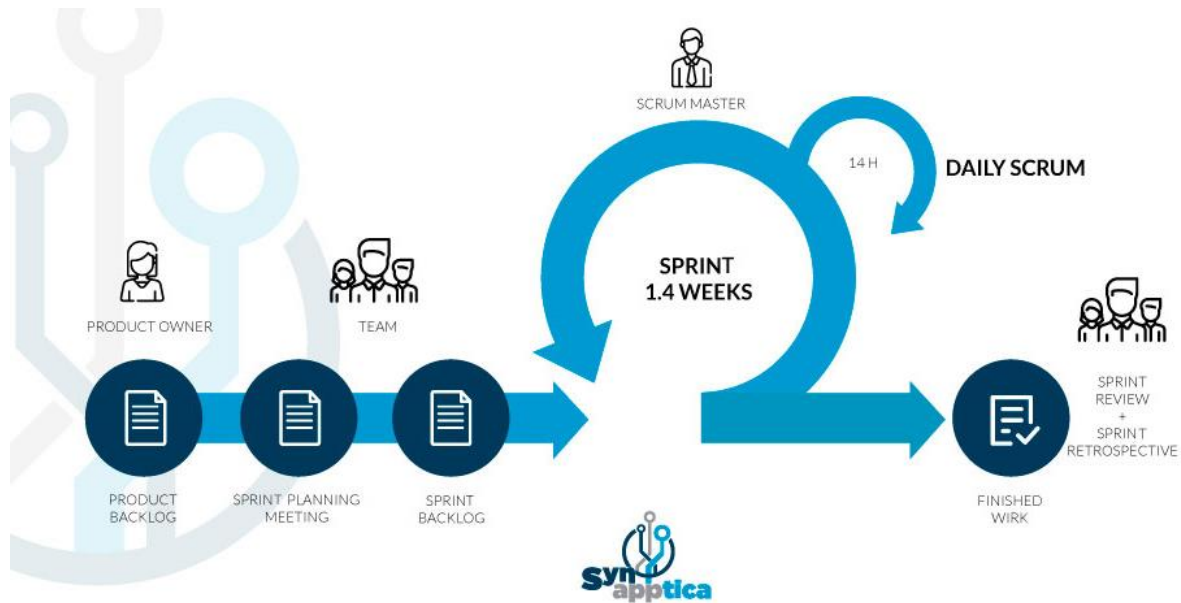 SCRUM MASTER
14 H
DAILY SCRUM
SPRINT
1.4 WEEKS
PRODUCT OWNER
TEAM
SPRINT
REVIEW
+
SPRINT
RETROSPECTIVE
PRODUCT
BACKLOG
SPRINT PLANNING
MEETING
SPRINT
BACKLOG
FINISHED
WIRK
Syn
apptica